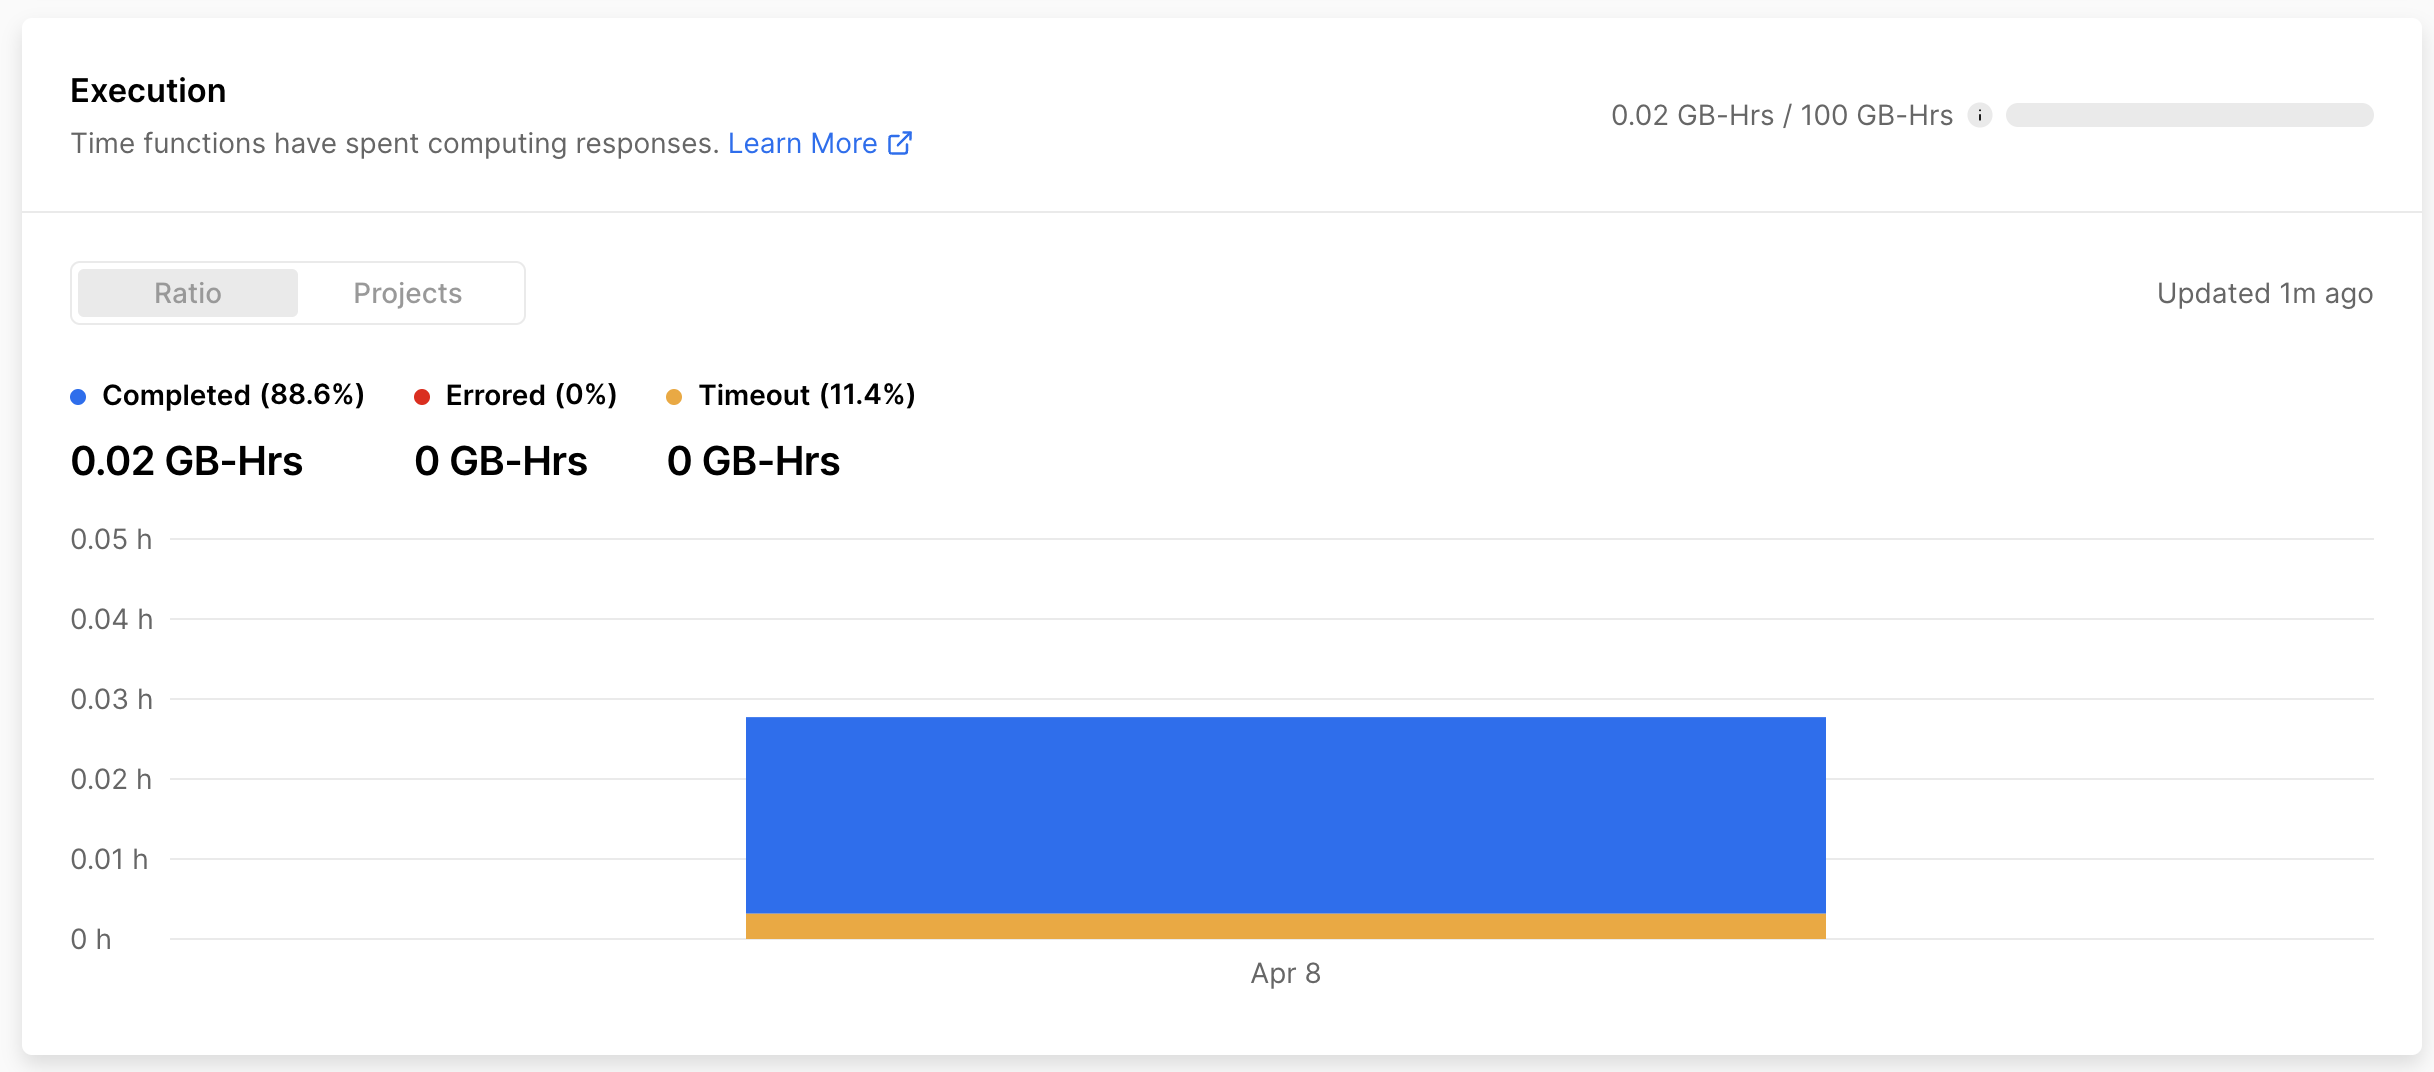 Execution
Time functions have spent computing responses. Learn More
0.02 GB-Hrs / 100 GB-Hrs i
Ratio Projects
Updated 1m ago
Completed (88.6%) Errored (0%) Timeout (11.4%)
0.02 GB-Hrs 0 GB-Hrs 0 GB-Hrs
0.05 h
0.04 h
0.03 h
0.02 h
0.01 h
0 h
Apr 8